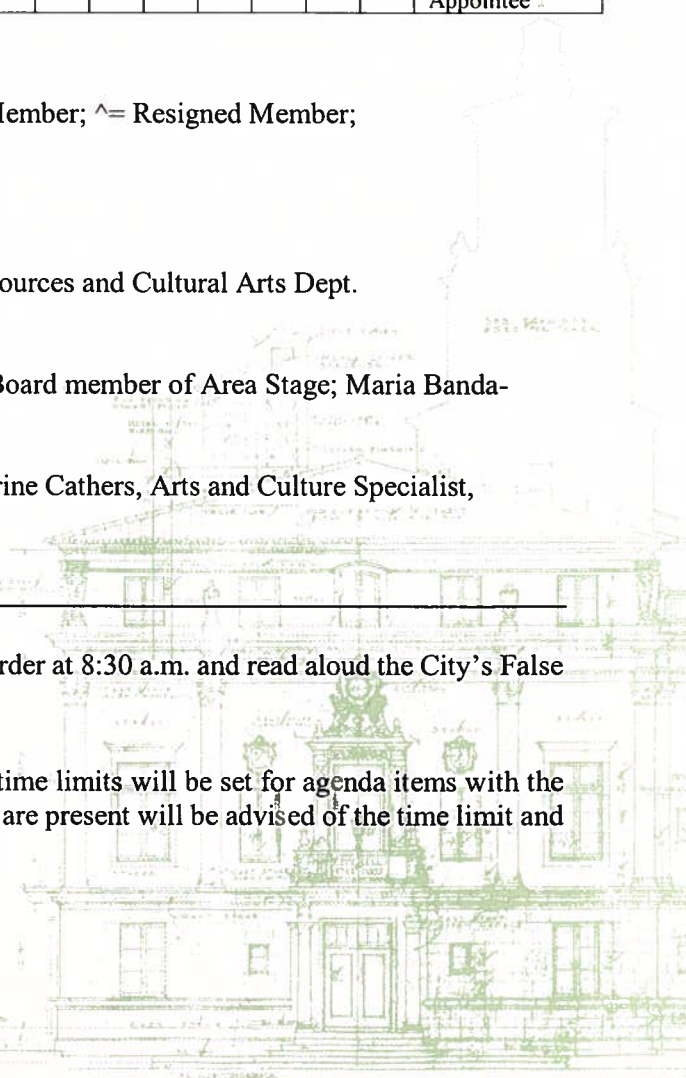 Appointee
Member; ^= Resigned Member;
ources and Cultural Arts Dept.
Board member of Area Stage; Maria Banda-
rine Cathers, Arts and Culture Specialist,
rder at 8:30 a.m. and read aloud the City's False
time limits will be set for agenda items with the
are present will be advised of the time limit and